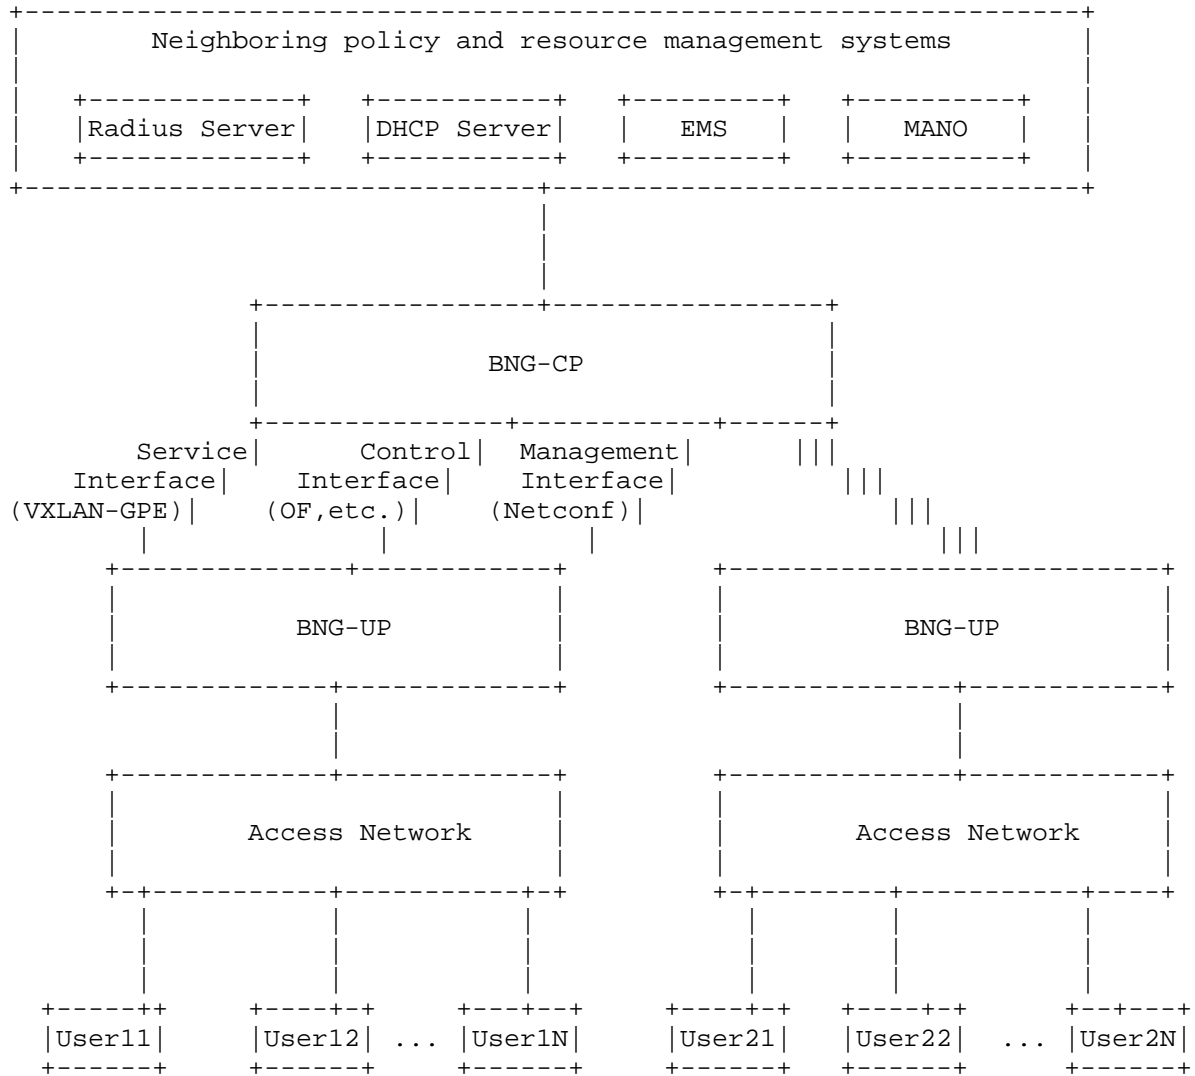 Neighboring policy and resource management systems
Radius Server DHCP Server EMS MANO
BNG-CP
Service Control Management
Interface Interface Interface
(VXLAN-GPE) (OF,etc.) (Netconf)
BNG-UP BNG-UP
Access Network Access Network
User11 User12 ... User1N User21 User22 ... User2N